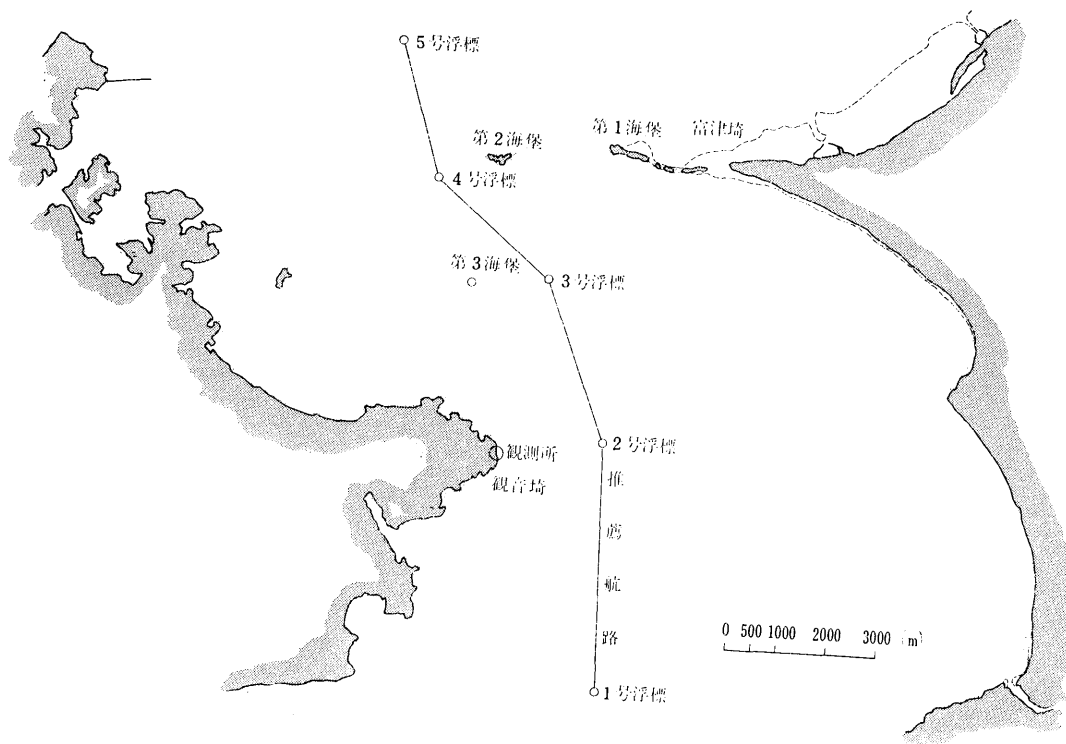 5号浮標
第2海堡
第1海堡
富津埼
4号浮標
第3海堡
3号浮標
2号浮標
観測所
観音埼
推薦航路
0 500 1000 2000 3000 (m)
1号浮標